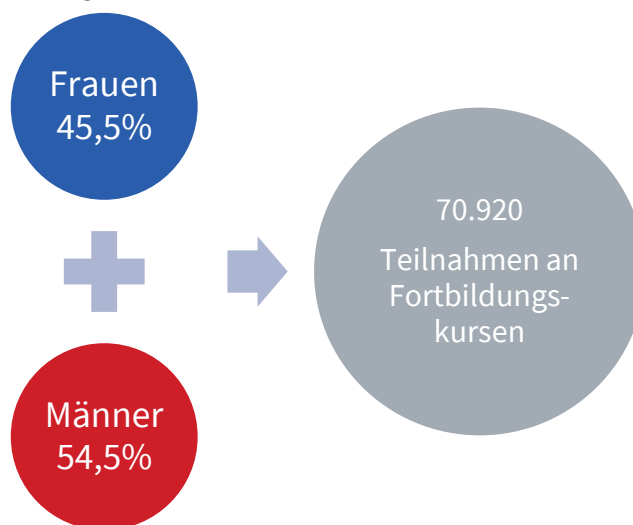 Frauen
45,5%
70.920
Teilnahmen an
Fortbildungs-
kursen
Männer
54,5%